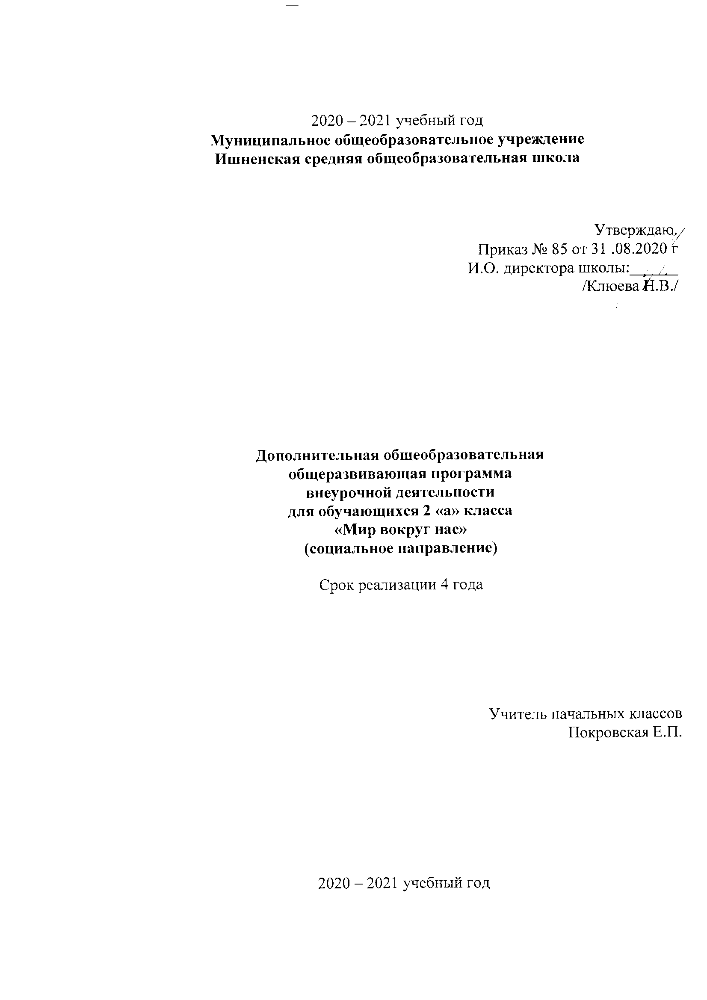 2020 – 2021 учебный год
Муниципальное общеобразовательное учреждение
Ишненская средняя общеобразовательная школа
Утверждаю.
Приказ № 85 от 31 .08.2020 г
И.О. директора школы:______
/Клюева Н.В./
Дополнительная общеобразовательная
общеразвивающая программа
внеурочной деятельности
для обучающихся 2 «а» класса
«Мир вокруг нас»
(социальное направление)
Срок реализации 4 года
Учитель начальных классов
Покровская Е.П.
2020 – 2021 учебный год